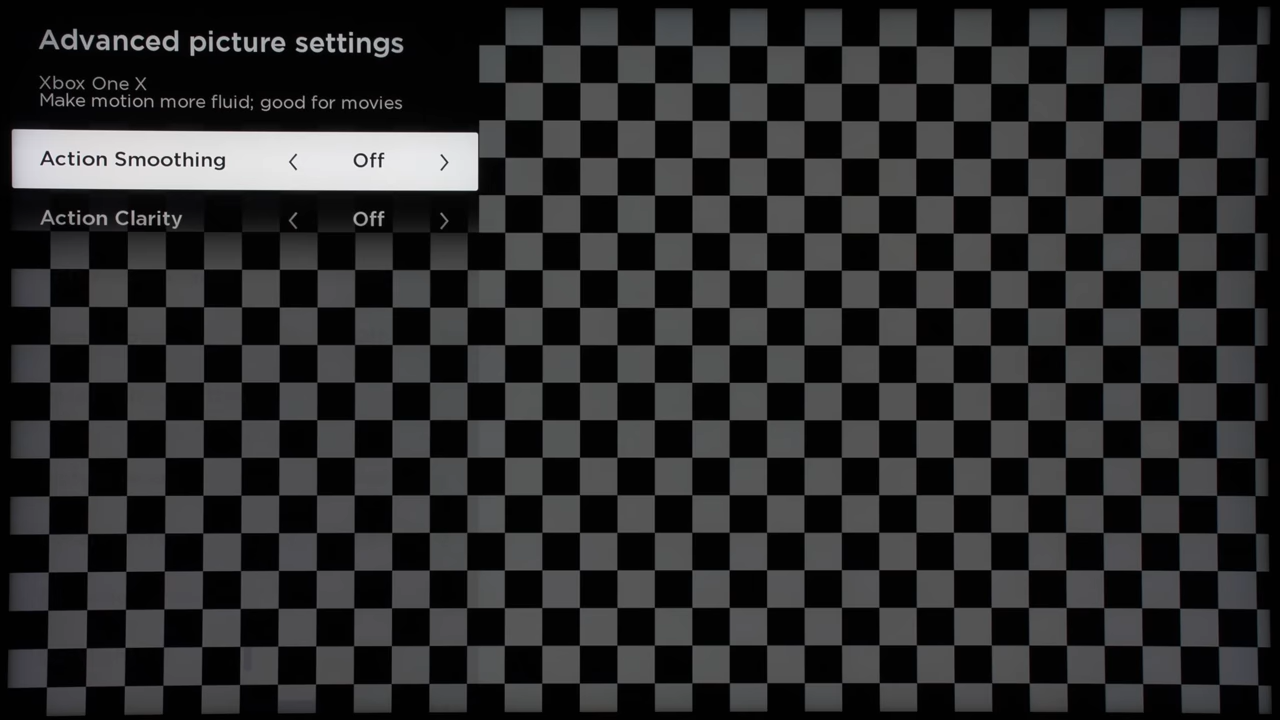 Advanced picture settings
Xbox One X
Make motion more fluid; good for movies
Action Smoothing < Off >
Action Clarity < Off >